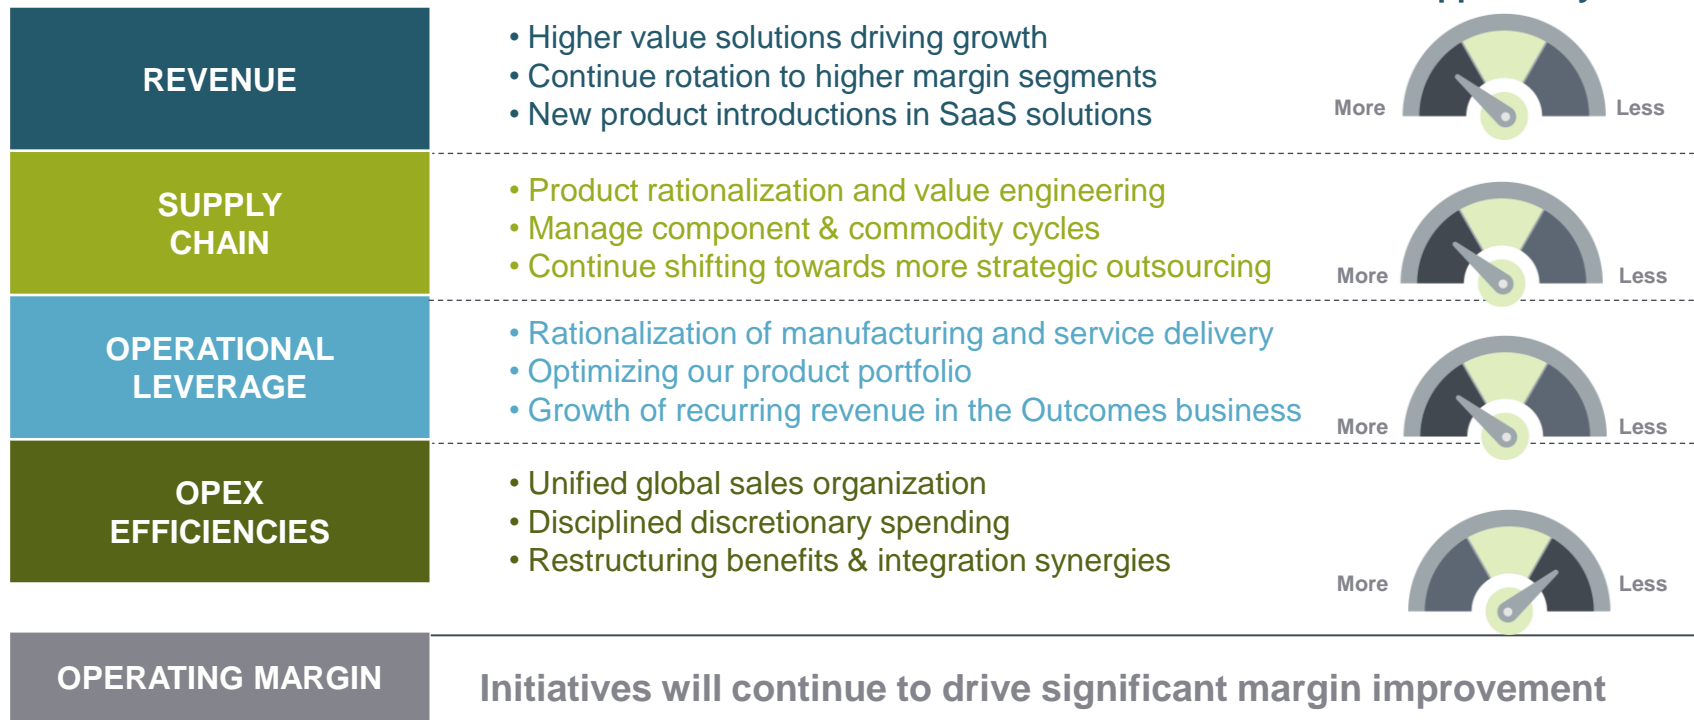 REVENUE
• Higher value solutions driving growth
• Continue rotation to higher margin segments
• New product introductions in SaaS solutions
More
Less
SUPPLY
CHAIN
• Product rationalization and value engineering
• Manage component & commodity cycles
• Continue shifting towards more strategic outsourcing
More
Less
OPERATIONAL
LEVERAGE
• Rationalization of manufacturing and service delivery
• Optimizing our product portfolio
• Growth of recurring revenue in the Outcomes business
More
Less
OPEX
EFFICIENCIES
• Unified global sales organization
• Disciplined discretionary spending
• Restructuring benefits & integration synergies
More
Less
OPERATING MARGIN
Initiatives will continue to drive significant margin improvement